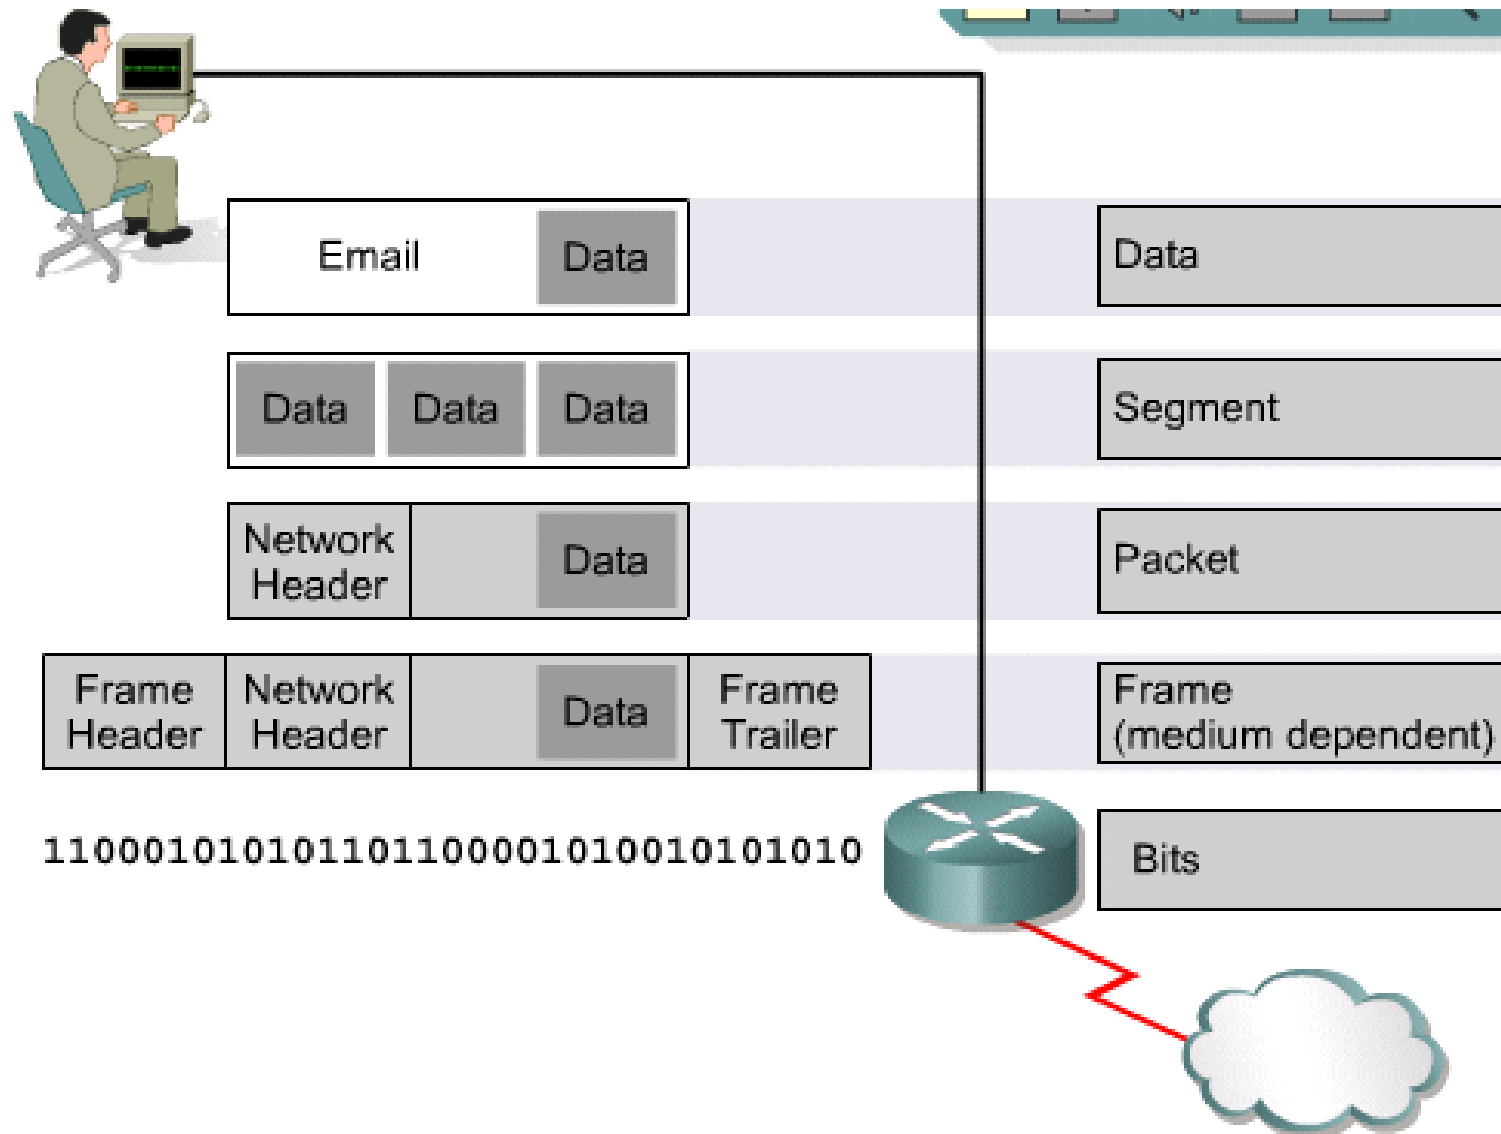 Email Data Data
Data Data Data Segment
Network
Header Data Packet
Frame
Header Network
Header Data Frame
Trailer Frame
(medium dependent)
110001010101101100001010010101010 Bits